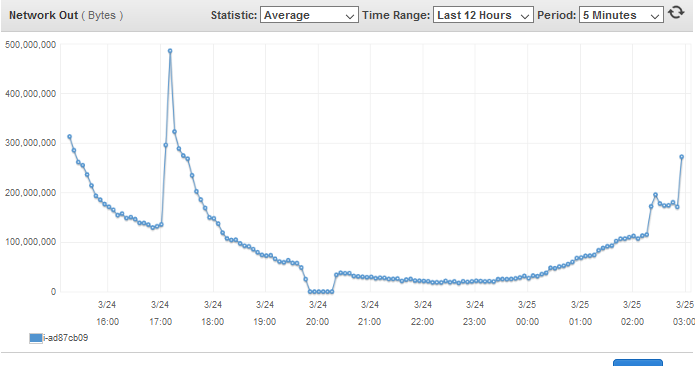 Network Out ( Bytes ) Statistic: Average Time Range: Last 12 Hours Period: 5 Minutes
500,000,000
400,000,000
300,000,000
200,000,000
100,000,000
0
3/24 3/24 3/24 3/24 3/24 3/24 3/24 3/24 3/25 3/25 3/25 3/25
16:00 17:00 18:00 19:00 20:00 21:00 22:00 23:00 00:00 01:00 02:00 03:00
i-ad87cb09